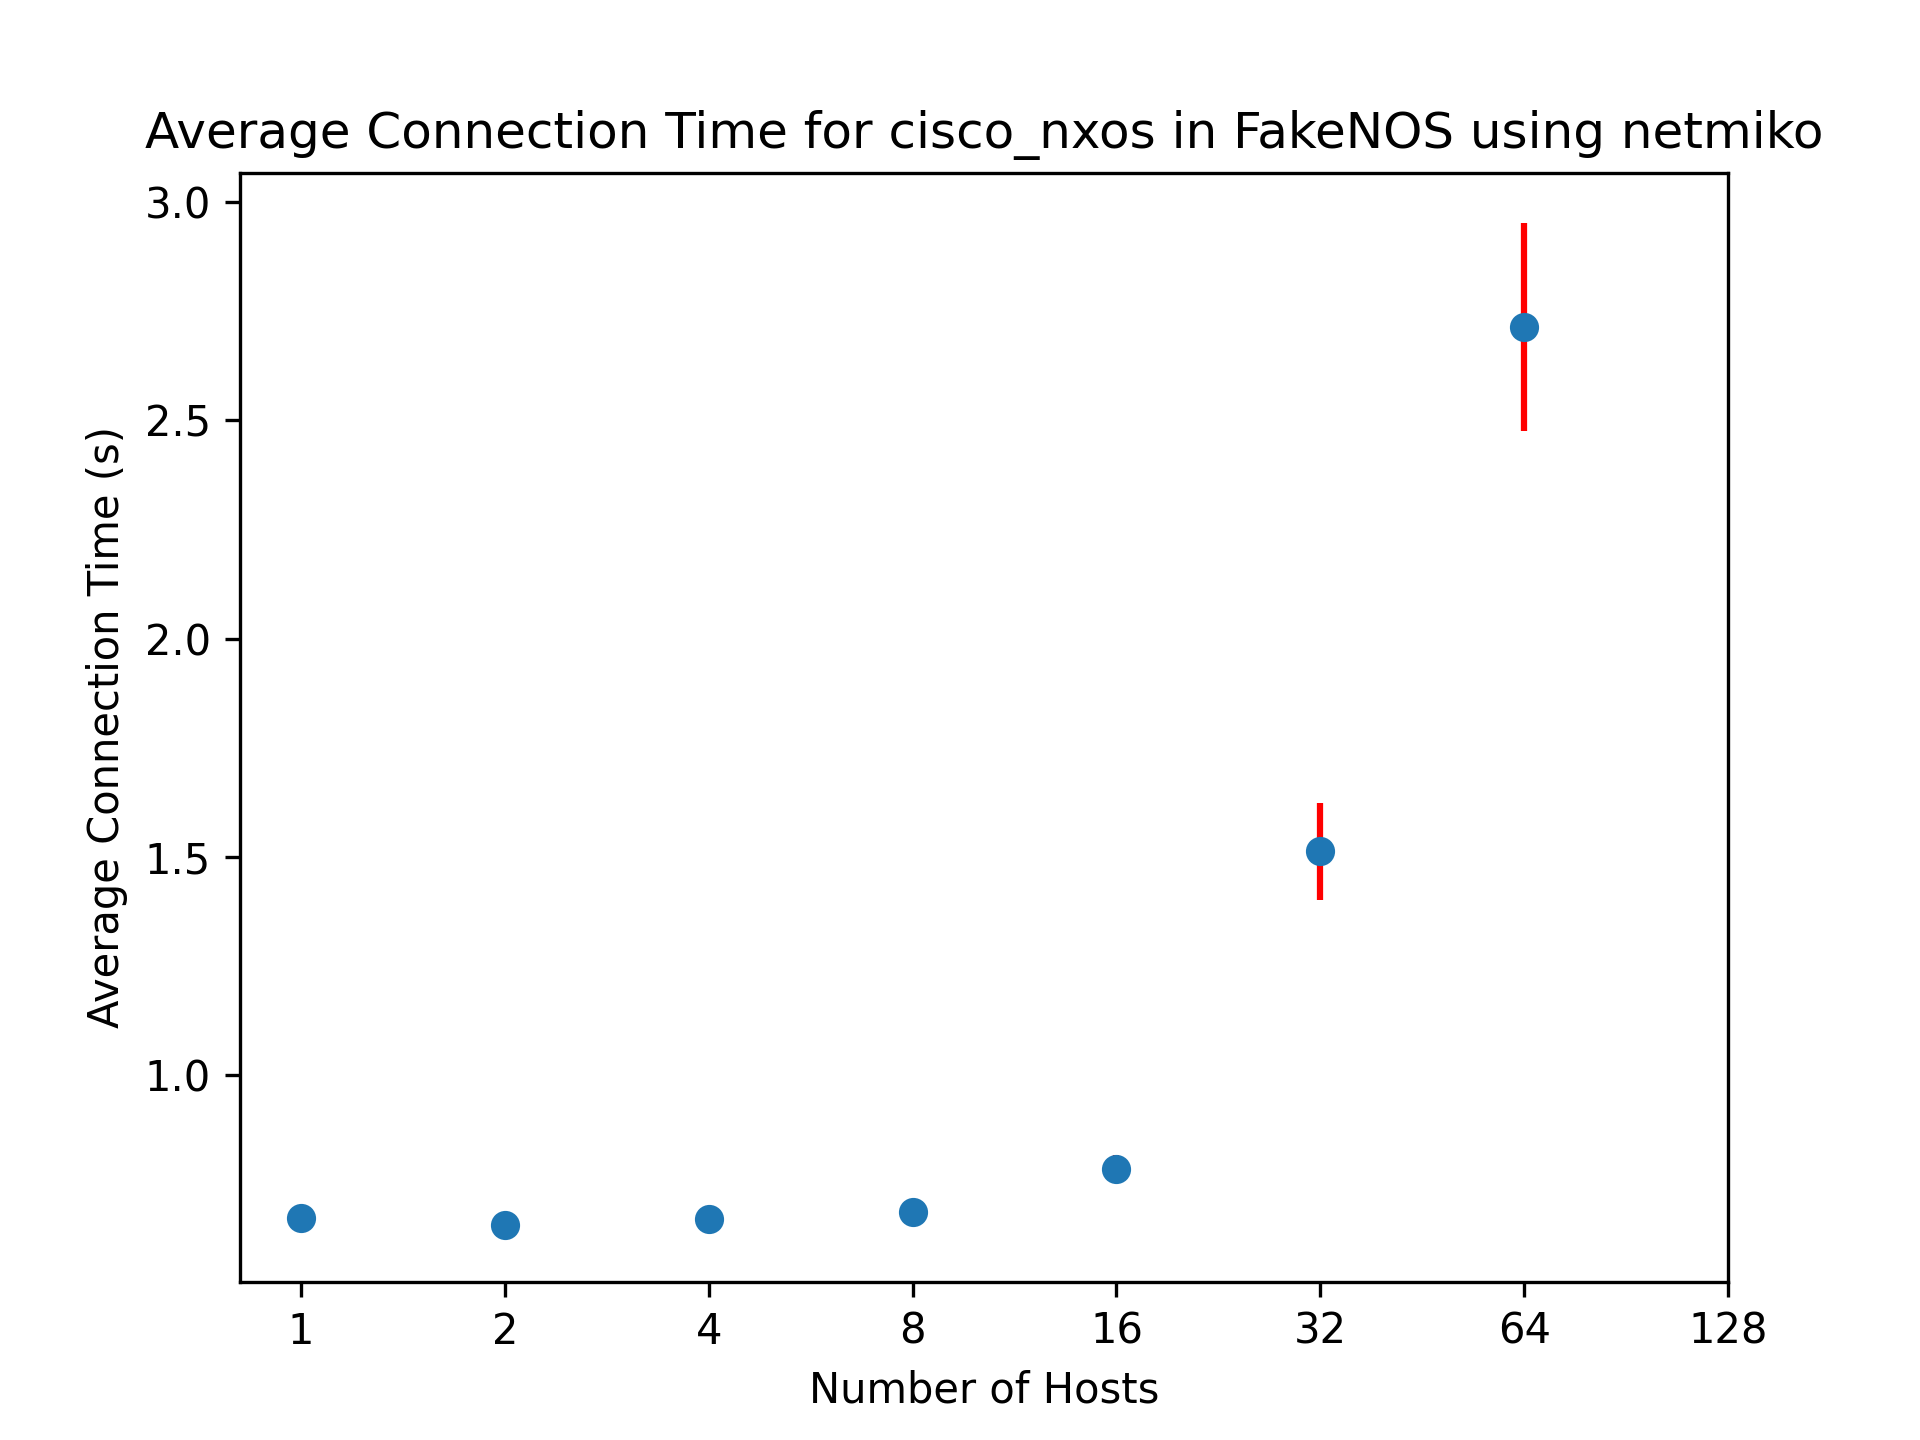 Average Connection Time for cisco_nxos in FakeNOS using netmiko
3.0
2.5
2.0
1.5
1.0
Average Connection Time (s)
1 2 4 8 16 32 64 128
Number of Hosts